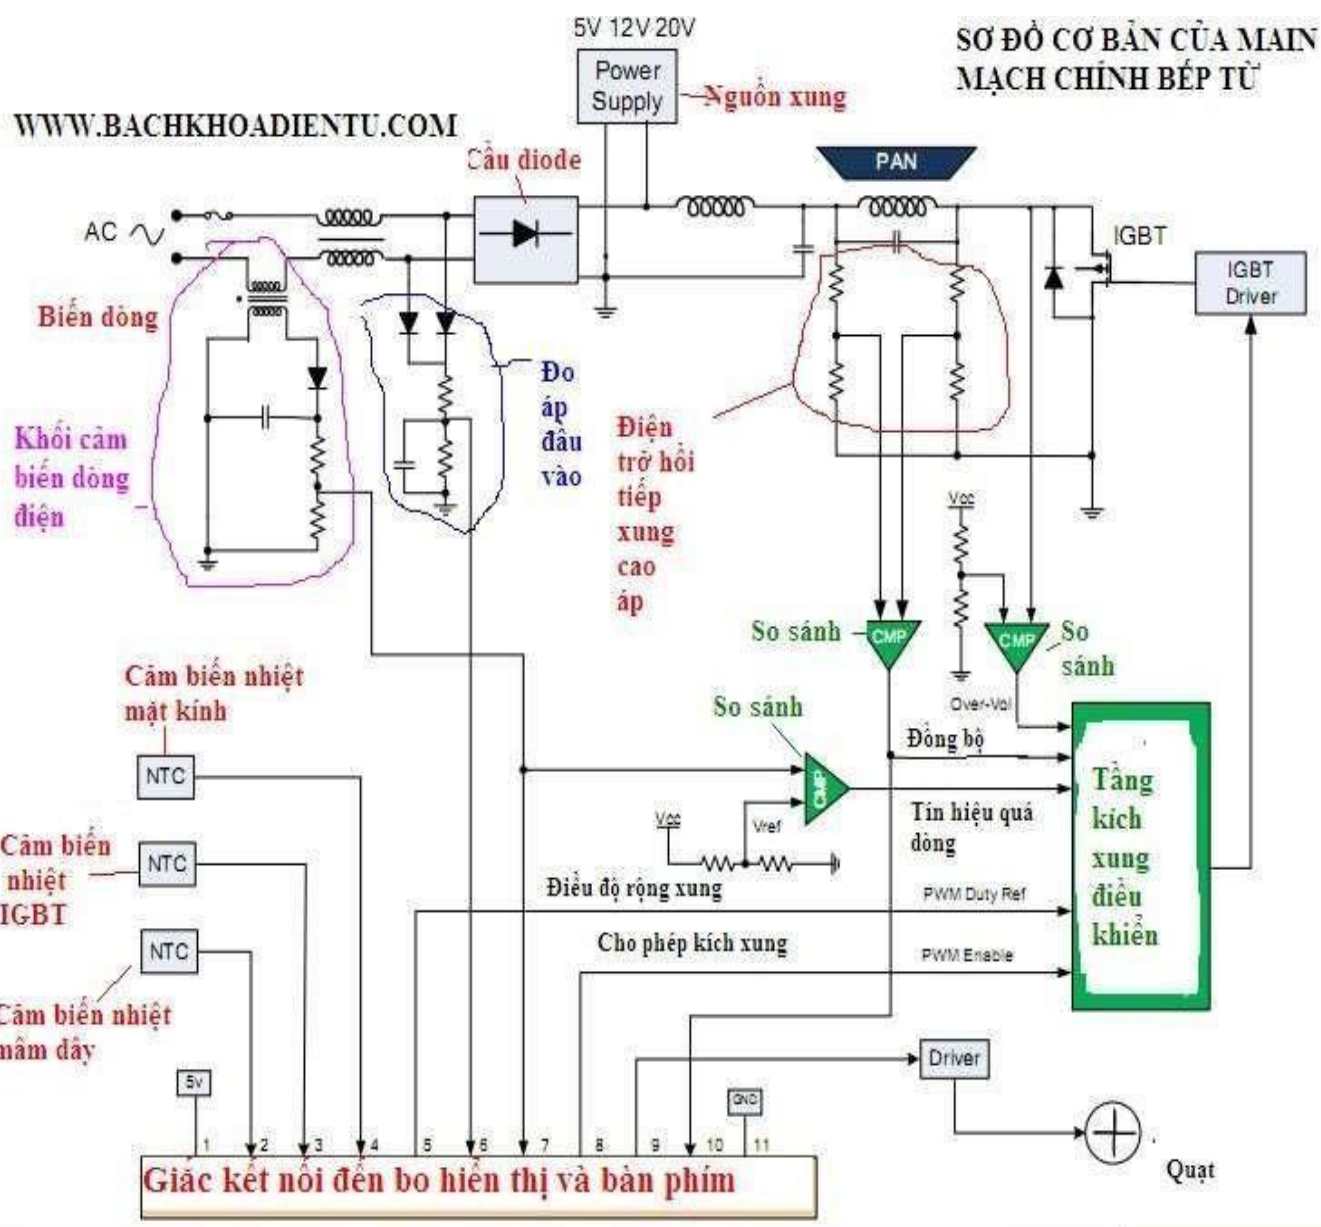 5V 12V 20V
SƠ ĐỒ CƠ BẢN CỦA MAIN
MẠCH CHÍNH BẾP TỪ
Power
Supply
Nguồn xung
WWW.BACHKHOADIENTU.COM
Cầu diode
PAN
AC
IGBT
IGBT
Driver
Biến dòng
Đo
áp
đầu
vào
Khối cảm
biến dòng
điện
Điện
trở hồi
tiếp
xung
cao
áp
Vcc
So sánh
CMP
CMP
So
sánh
Cảm biến nhiệt
mặt kính
Over-Vol
So sánh
Đồng bộ
NTC
CMP
Tầng
kích
xung
điều
khiển
Tín hiệu quá
dòng
Vcc
Vref
Cảm biến
nhiệt
IGBT
NTC
Điều độ rộng xung
PWM Duty Ref
NTC
Cho phép kích xung
PWM Enable
Cảm biến nhiệt
mâm dây
Driver
5v
GND
1 2 3 4 5 6 7 8 9 10 11
Giắc kết nối đến bo hiển thị và bàn phím
Quạt